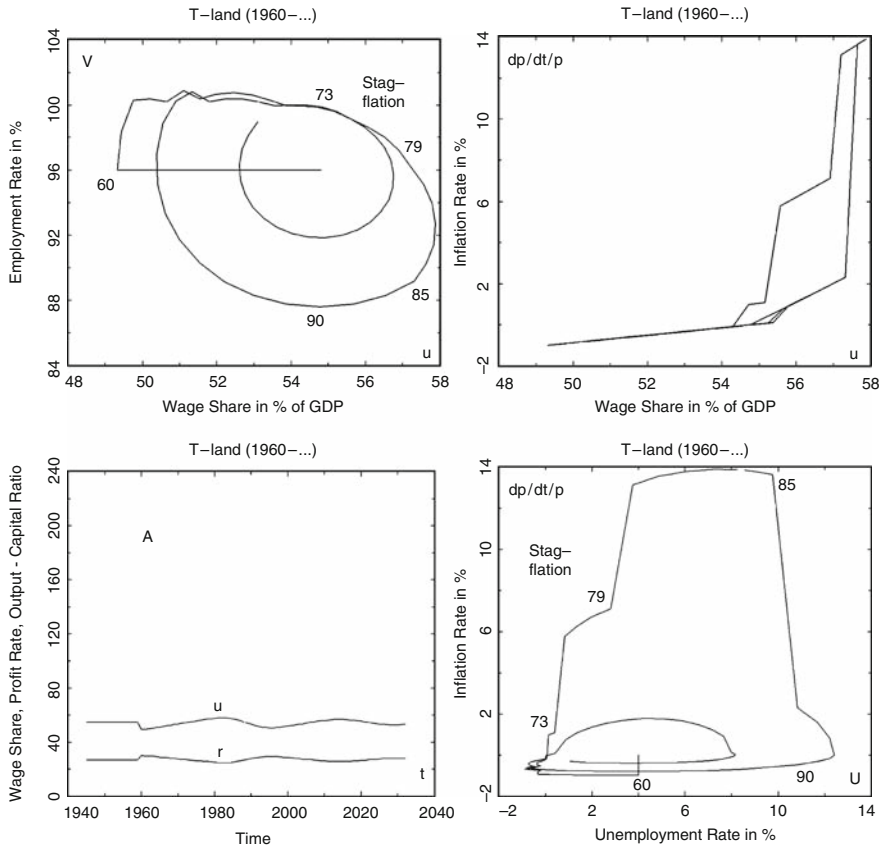 T–land (1960–...)
Employment Rate in %
104
100
96
92
88
84
V
Stag–
flation
73
79
60
85
90
u
48
50
52
54
56
58
Wage Share in % of GDP
T–land (1960–...)
Inflation Rate in %
14
10
6
2
−2
dp/dt/p
u
48
50
52
54
56
58
Wage Share in % of GDP
T–land (1960–...)
Wage Share, Profit Rate, Output - Capital Ratio
240
200
160
120
80
40
0
A
u
r
t
1940
1960
1980
2000
2020
2040
Time
T–land (1960–...)
Inflation Rate in %
14
10
6
2
−2
dp/dt/p
85
Stag–
flation
79
73
60
90
U
−2
2
6
10
14
Unemployment Rate in %